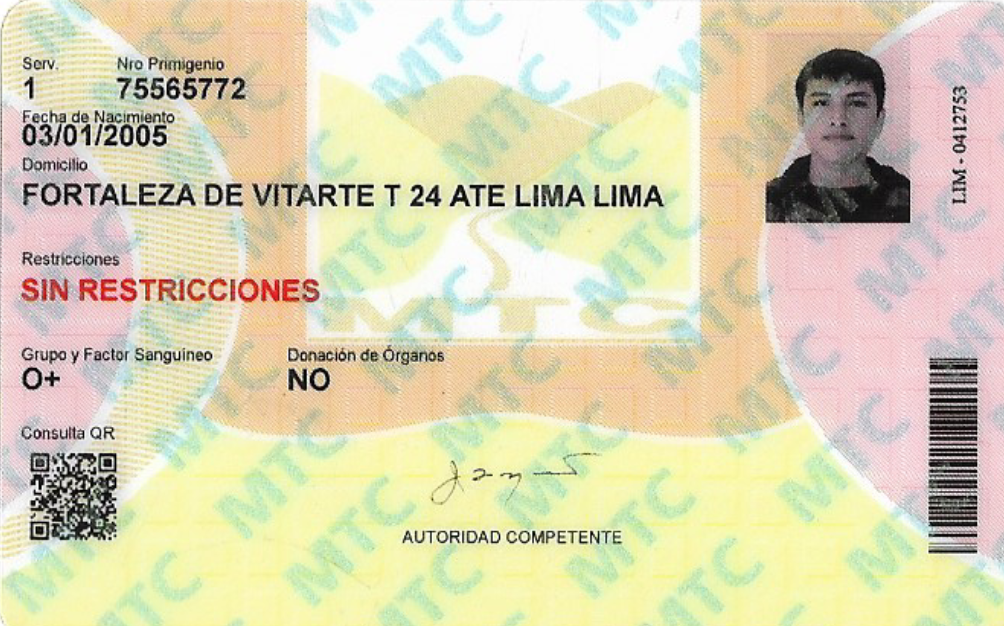 Serv. Nro Primigenio
1 75565772
Fecha de Nacimiento
03/01/2005
Domicilio
FORTALEZA DE VITARTE T 24 ATE LIMA LIMA
Restricciones
SIN RESTRICCIONES
MTC
Grupo y Factor Sanguíneo Donación de Órganos
O+ NO
Consulta QR
AUTORIDAD COMPETENTE
LIM - 0412753